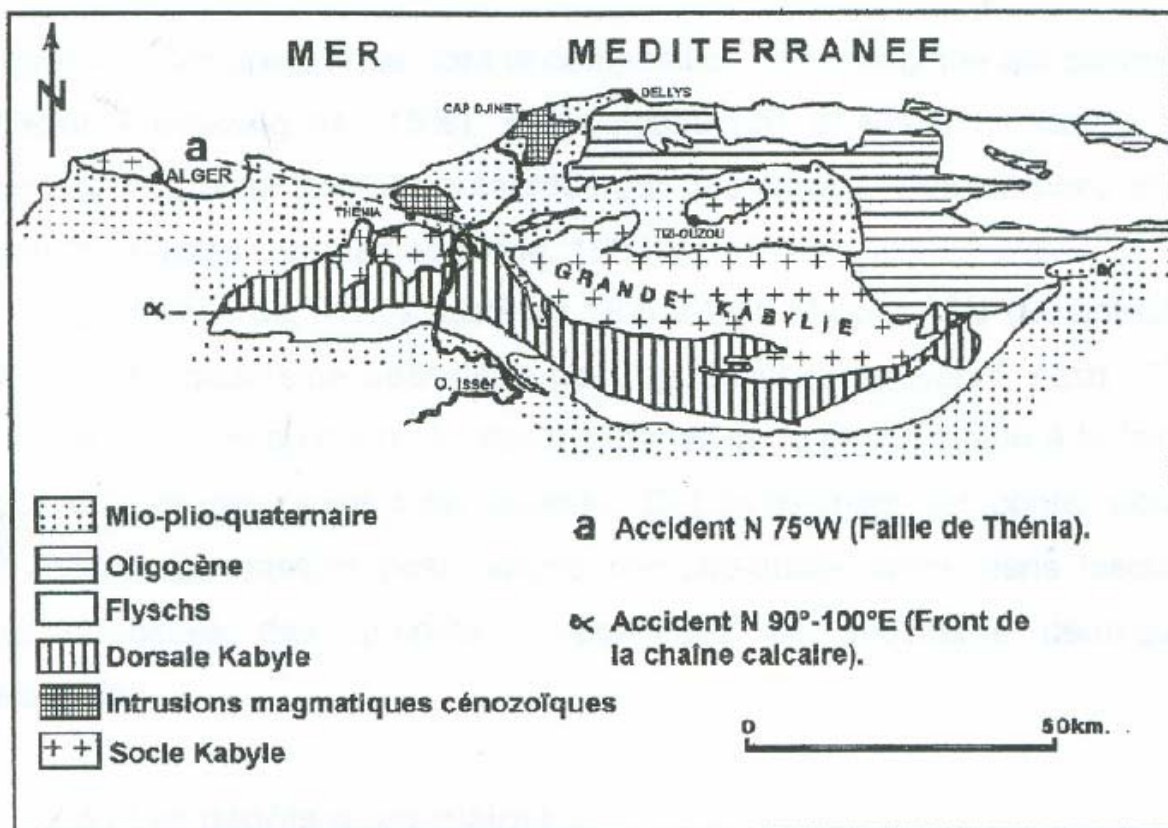 MER MEDITERRANEE
N
DELLYS
CAP DJINET
a
ALGER
THENIA
TIZI-OUZOU
GRANDE KABYLIE
O. Isser
Mio-plio-quaternaire
Oligocène
Flyschs
Dorsale Kabyle
Intrusions magmatiques cénozoïques
Socle Kabyle
a Accident N 75°W (Faille de Thénia).
∝ Accident N 90°-100°E (Front de
la chaîne calcaire).
0 50km.